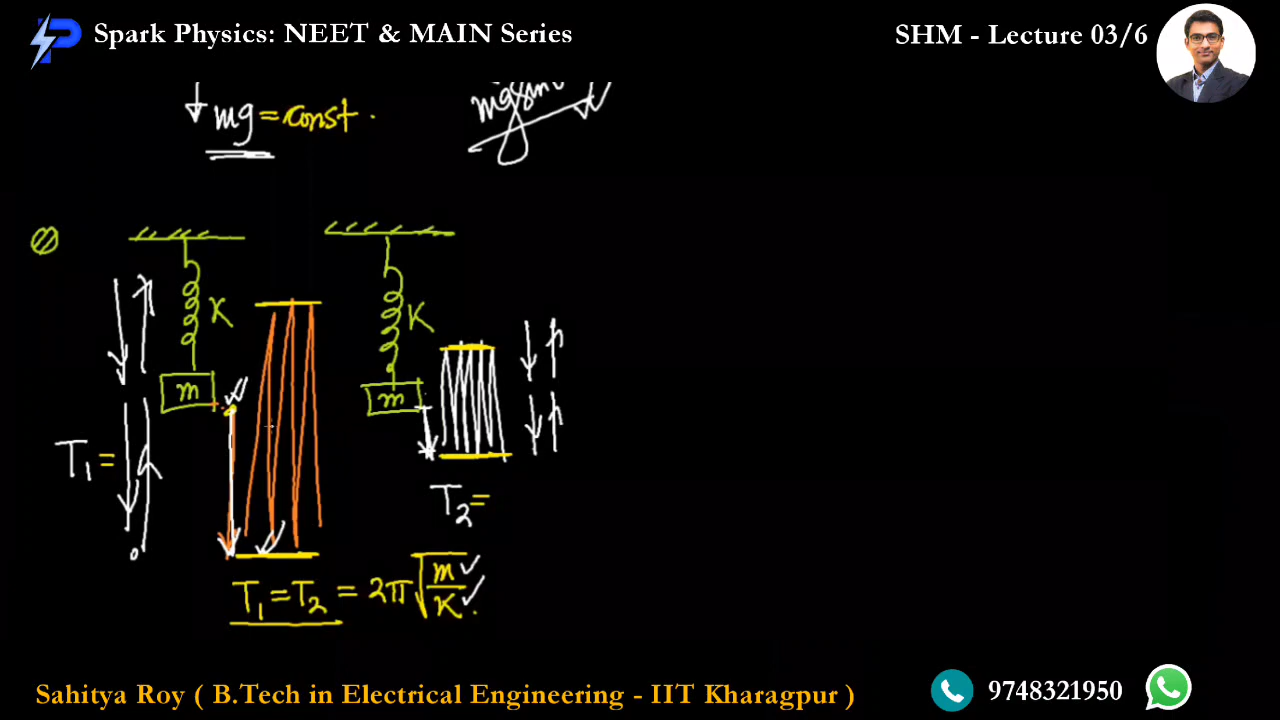 Spark Physics: NEET & MAIN Series
SHM - Lecture 03/6
mg = const.
K
K
m
m
T₁ =
T₂ =
T₁ = T₂ = 2π√(m/K)
Sahitya Roy ( B.Tech in Electrical Engineering - IIT Kharagpur )
9748321950